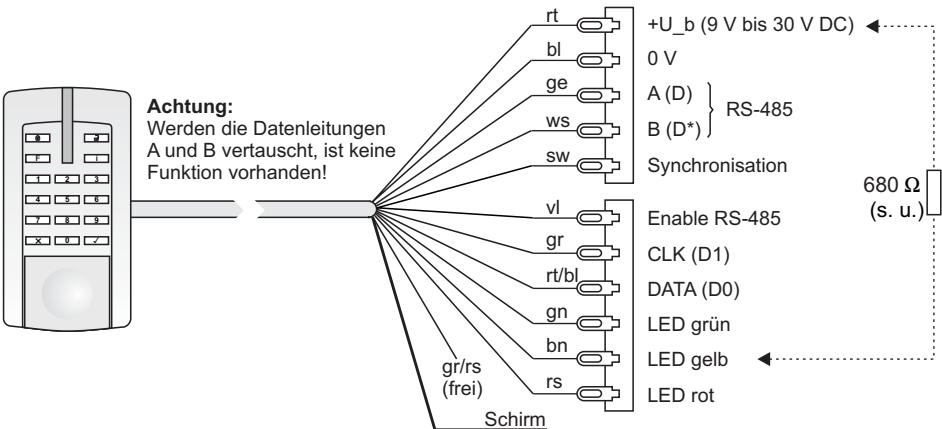 rt
+U_b (9 V bis 30 V DC)
bl
0 V
Achtung:
Werden die Datenleitungen
A und B vertauscht, ist keine
Funktion vorhanden!
ge
A (D)
RS-485
ws
B (D*)
sw
Synchronisation
680 Ω
(s. u.)
vl
Enable RS-485
gr
CLK (D1)
rt/bl
DATA (D0)
gn
LED grün
bn
LED gelb
rs
LED rot
gr/rs
(frei)
Schirm
F
1 2 3
4 5 6
7 8 9
0